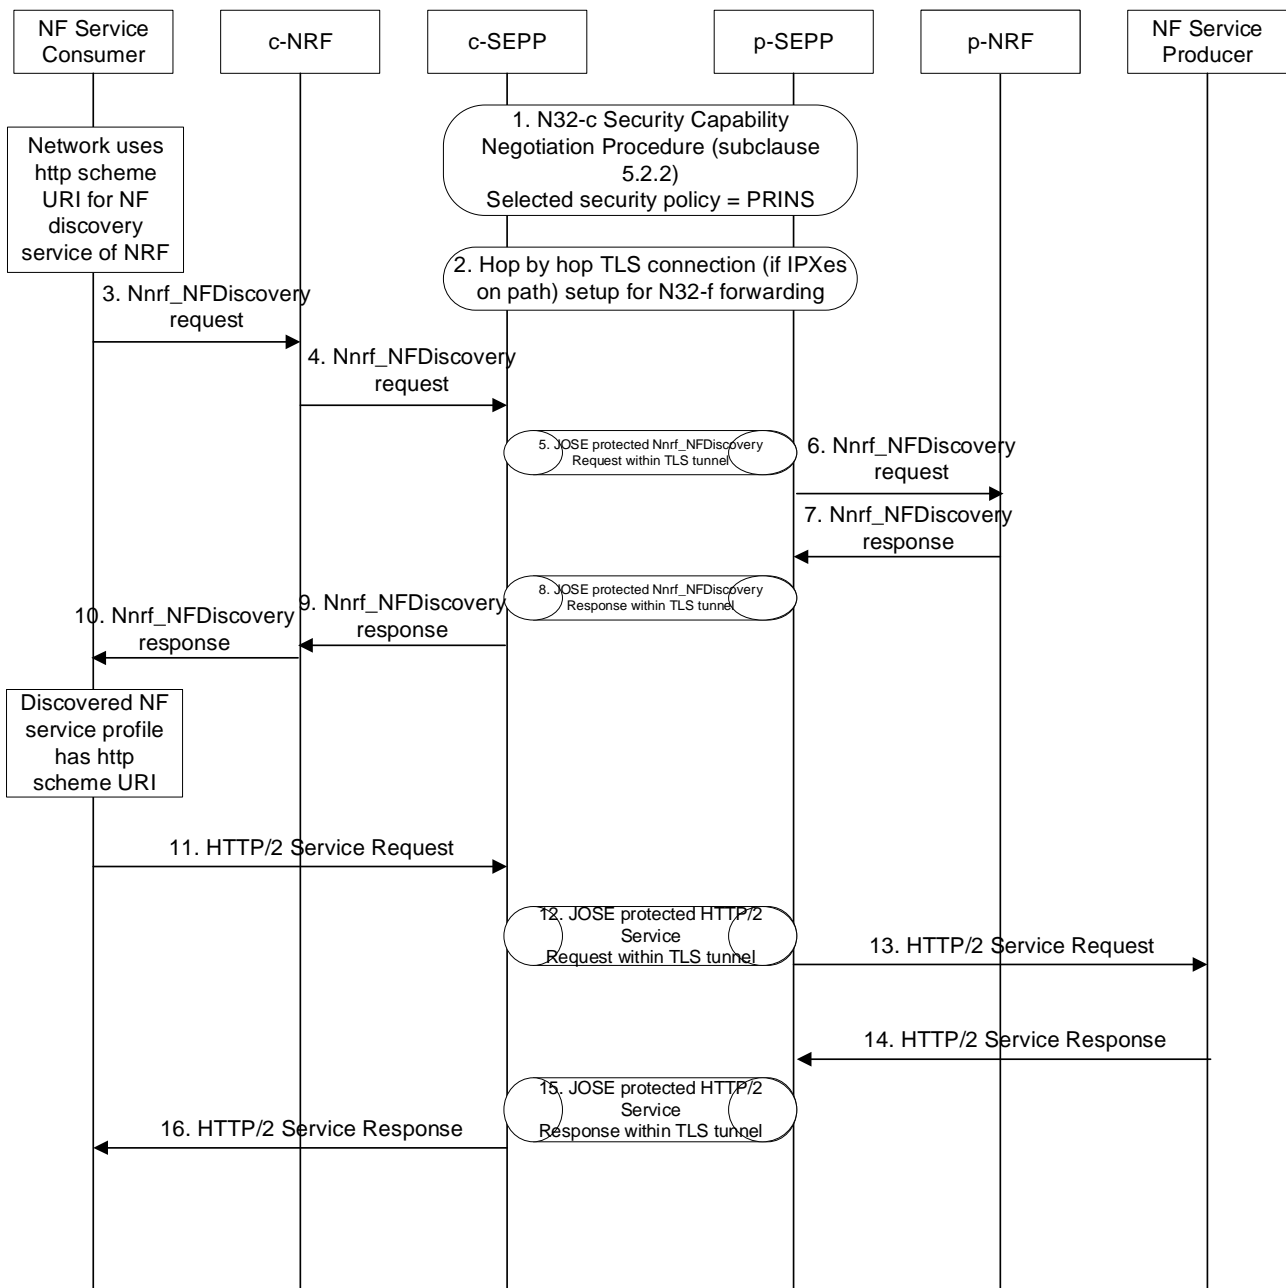 NF Service
Consumer
c-NRF
c-SEPP
p-SEPP
p-NRF
NF Service
Producer
1. N32-c Security Capability
Negotiation Procedure (subclause
5.2.2)
Selected security policy = PRINS
Network uses
http scheme
URI for NF
discovery
service of NRF
2. Hop by hop TLS connection (if IPXes
on path) setup for N32-f forwarding
3. Nnrf_NFDiscovery
request
4. Nnrf_NFDiscovery
request
5. JOSE protected Nnrf_NFDiscovery
Request within TLS tunnel
6. Nnrf_NFDiscovery
request
7. Nnrf_NFDiscovery
response
8. JOSE protected Nnrf_NFDiscovery
Response within TLS tunnel
9. Nnrf_NFDiscovery
response
10. Nnrf_NFDiscovery
response
Discovered NF
service profile
has http
scheme URI
11. HTTP/2 Service Request
12. JOSE protected HTTP/2
Service
Request within TLS tunnel
13. HTTP/2 Service Request
14. HTTP/2 Service Response
15. JOSE protected HTTP/2
Service
Response within TLS tunnel
16. HTTP/2 Service Response